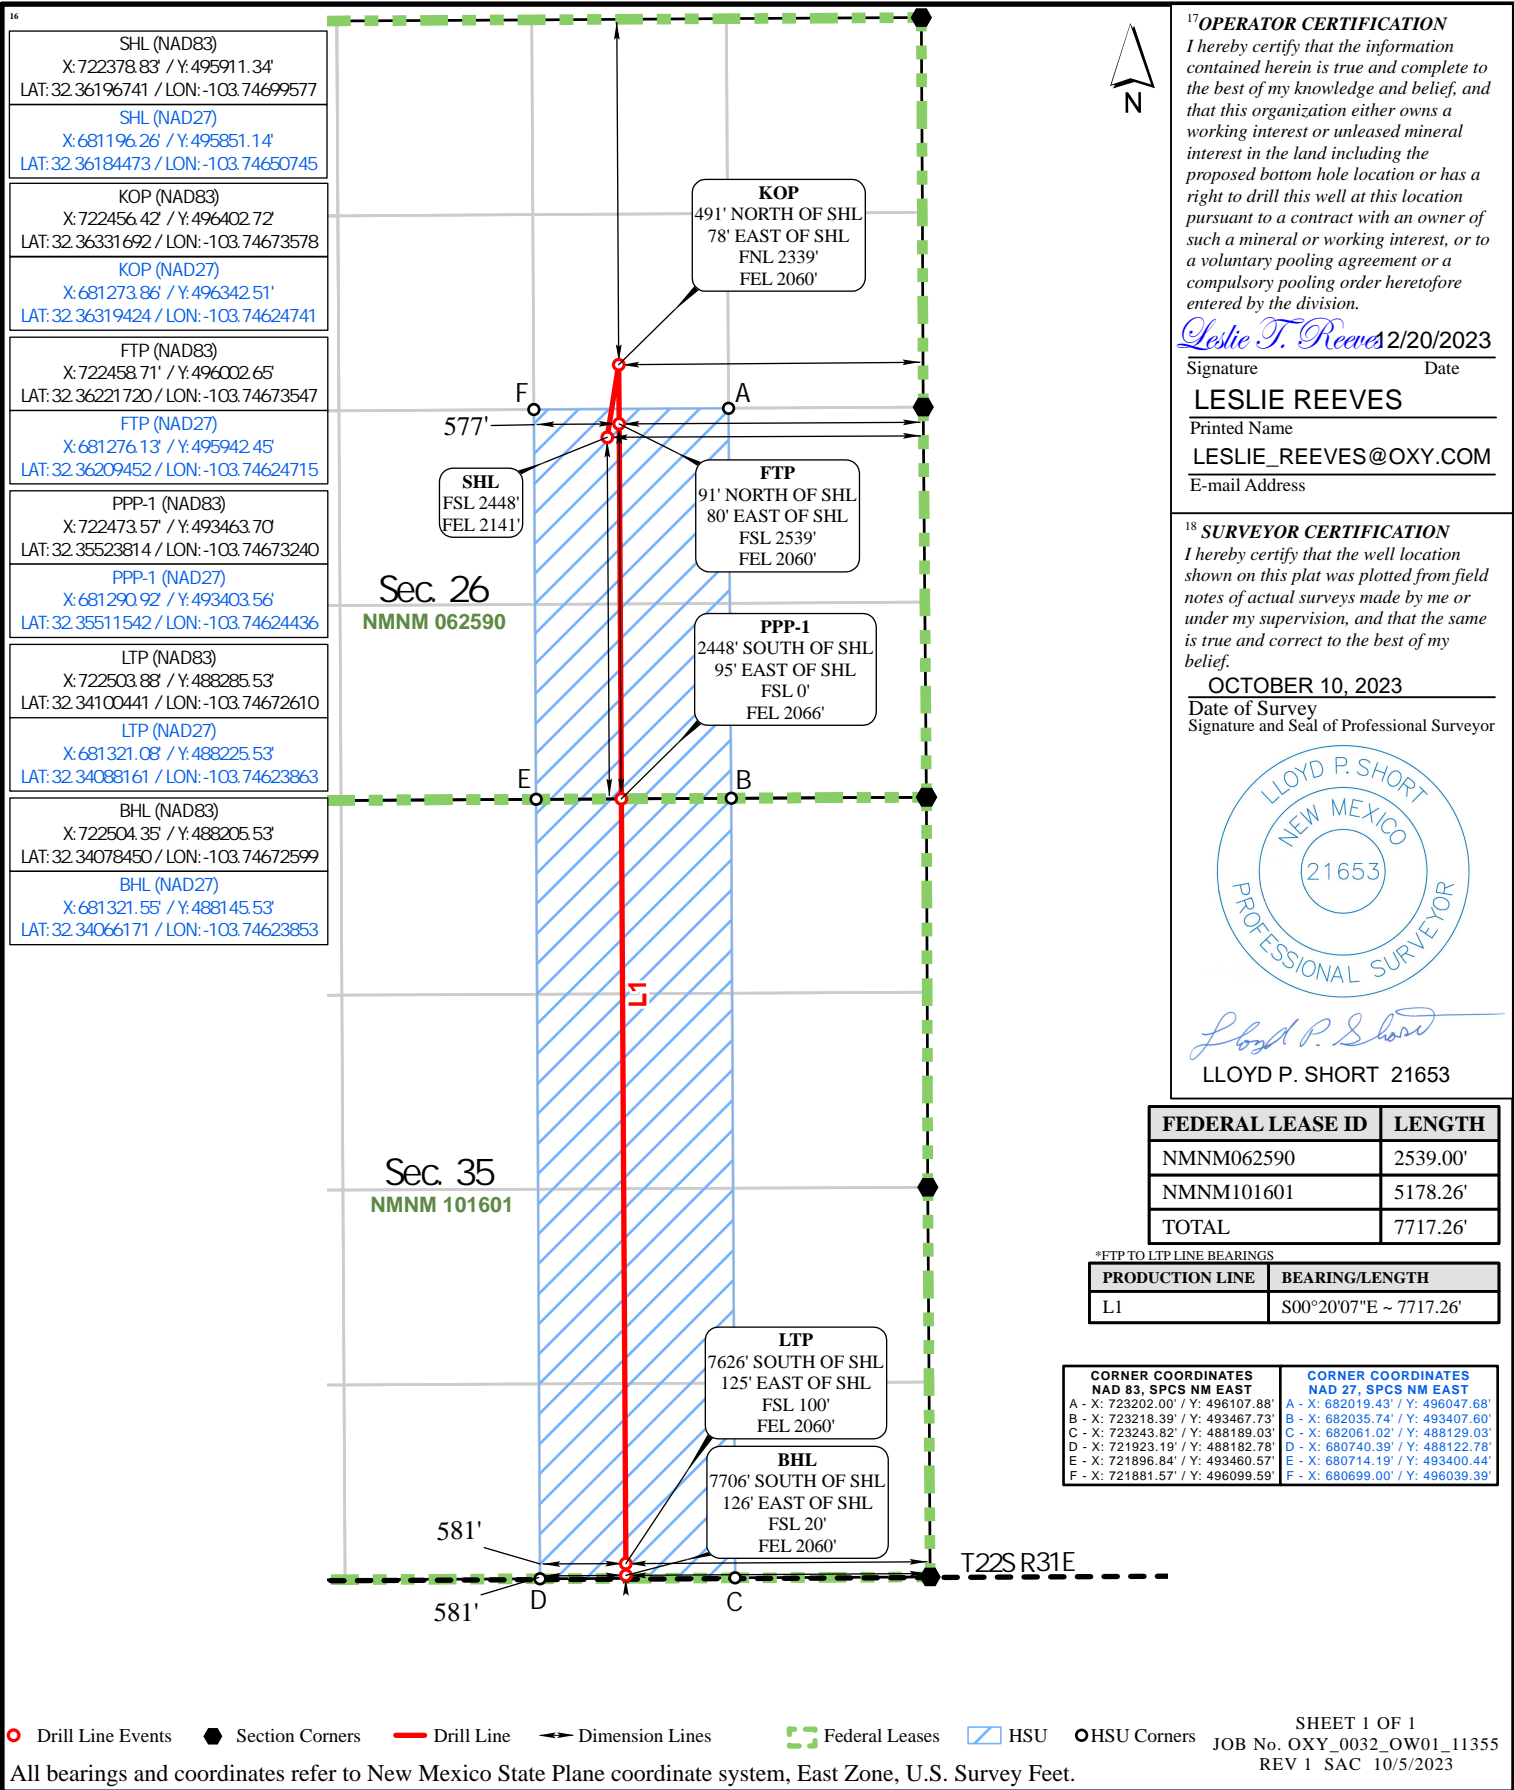 16
SHL (NAD83)
X:722378.83' / Y:495911.34'
LAT:32.36196741 / LON:-103.74699577
SHL (NAD27)
X:681196.26' / Y:495851.14'
LAT:32.36184473 / LON:-103.74650745
KOP (NAD83)
X:722456.42' / Y:496402.72'
LAT:32.36331692 / LON:-103.74673578
KOP (NAD27)
X:681273.86' / Y:496342.51'
LAT:32.36319424 / LON:-103.74624741
FTP (NAD83)
X:722458.71' / Y:496002.65'
LAT:32.36221720 / LON:-103.74673547
FTP (NAD27)
X:681276.13' / Y:495942.45'
LAT:32.36209452 / LON:-103.74624715
PPP-1 (NAD83)
X:722473.57' / Y:493463.70'
LAT:32.35523814 / LON:-103.74673240
PPP-1 (NAD27)
X:681290.92' / Y:493403.56'
LAT:32.35511542 / LON:-103.74624436
LTP (NAD83)
X:722503.88' / Y:488285.53'
LAT:32.34100441 / LON:-103.74672610
LTP (NAD27)
X:681321.08' / Y:488225.53'
LAT:32.34088161 / LON:-103.74623863
BHL (NAD83)
X:722504.35' / Y:488205.53'
LAT:32.34078450 / LON:-103.74672599
BHL (NAD27)
X:681321.55' / Y:488145.53'
LAT:32.34066171 / LON:-103.74623853
N
KOP
491' NORTH OF SHL
78' EAST OF SHL
FNL 2339'
FEL 2060'
F
A
577'
SHL
FSL 2448'
FEL 2141'
FTP
91' NORTH OF SHL
80' EAST OF SHL
FSL 2539'
FEL 2060'
Sec. 26
NMNM 062590
PPP-1
2448' SOUTH OF SHL
95' EAST OF SHL
FSL 0'
FEL 2066'
E
B
L1
Sec. 35
NMNM 101601
LTP
7626' SOUTH OF SHL
125' EAST OF SHL
FSL 100'
FEL 2060'
BHL
7706' SOUTH OF SHL
126' EAST OF SHL
FSL 20'
FEL 2060'
581'
581'
D
C
T22S R31E
17 OPERATOR CERTIFICATION
I hereby certify that the information
contained herein is true and complete to
the best of my knowledge and belief, and
that this organization either owns a
working interest or unleased mineral
interest in the land including the
proposed bottom hole location or has a
right to drill this well at this location
pursuant to a contract with an owner of
such a mineral or working interest, or to
a voluntary pooling agreement or a
compulsory pooling order heretofore
entered by the division.
Leslie T. Reeves 12/20/2023
Signature Date
LESLIE REEVES
Printed Name
LESLIE_REEVES@OXY.COM
E-mail Address
18 SURVEYOR CERTIFICATION
I hereby certify that the well location
shown on this plat was plotted from field
notes of actual surveys made by me or
under my supervision, and that the same
is true and correct to the best of my
belief.
OCTOBER 10, 2023
Date of Survey
Signature and Seal of Professional Surveyor
LLOYD P. SHORT
NEW MEXICO
21653
PROFESSIONAL SURVEYOR
Lloyd P. Short
LLOYD P. SHORT 21653
FEDERAL LEASE ID LENGTH
NMNM062590 2539.00'
NMNM101601 5178.26'
TOTAL 7717.26'
*FTP TO LTP LINE BEARINGS
PRODUCTION LINE BEARING/LENGTH
L1 S00°20'07"E ~ 7717.26'
CORNER COORDINATES
NAD 83, SPCS NM EAST
A - X: 723202.00' / Y: 496107.88'
B - X: 723218.39' / Y: 493467.73'
C - X: 723243.82' / Y: 488189.03'
D - X: 721923.19' / Y: 488182.78'
E - X: 721896.84' / Y: 493460.57'
F - X: 721881.57' / Y: 496099.59'
CORNER COORDINATES
NAD 27, SPCS NM EAST
A - X: 682019.43' / Y: 496047.68'
B - X: 682035.74' / Y: 493407.60'
C - X: 682061.02' / Y: 488129.03'
D - X: 680740.39' / Y: 488122.78'
E - X: 680714.19' / Y: 493400.44'
F - X: 680699.00' / Y: 496039.39'
Drill Line Events
Section Corners
Drill Line
Dimension Lines
Federal Leases
HSU
HSU Corners
SHEET 1 OF 1
JOB No. OXY_0032_OW01_11355
REV 1 SAC 10/5/2023
All bearings and coordinates refer to New Mexico State Plane coordinate system, East Zone, U.S. Survey Feet.